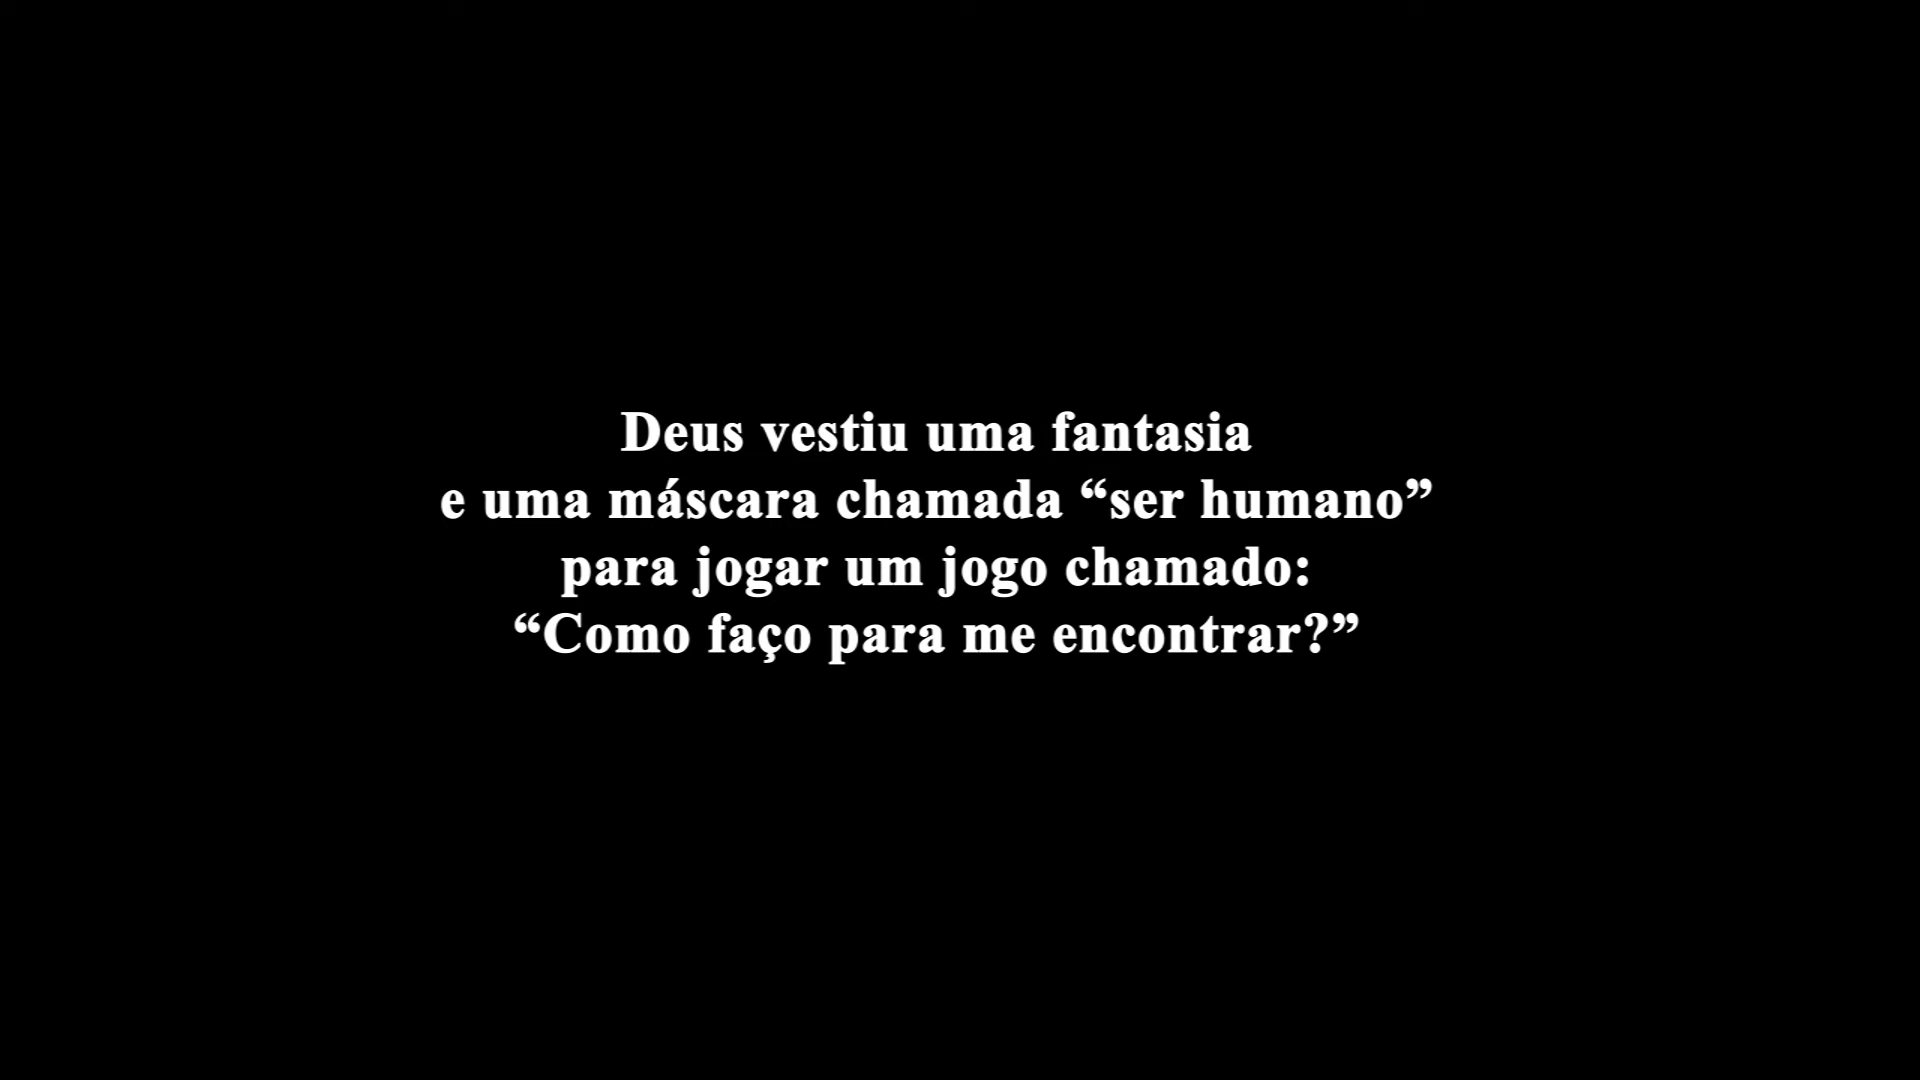 Deus vestiu uma fantasia
e uma máscara chamada “ser humano”
para jogar um jogo chamado:
“Como faço para me encontrar?”